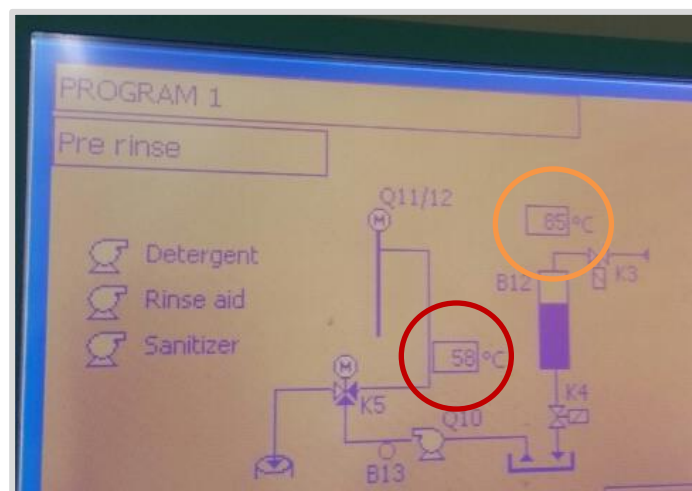 PROGRAM 1
Pre rinse
Q11/12
M
85 °C
B12
K3
Detergent
Rinse aid
Sanitizer
58 °C
M
K5
Q10
K4
B13